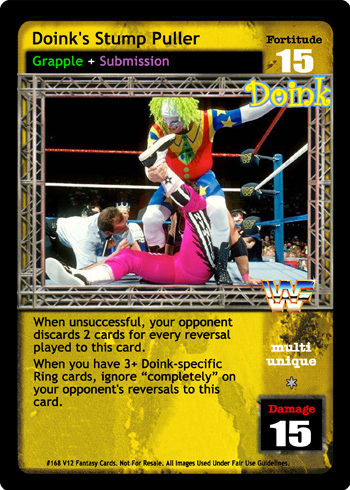 Doink's Stump Puller
Grapple + Submission
Fortitude
15
Doink
WWF
When unsuccessful, your opponent
discards 2 cards for every reversal
played to this card.
When you have 3+ Doink-specific
Ring cards, ignore “completely” on
your opponent's reversals to this
card.
multi
unique
Damage
15
#168 V12 Fantasy Cards. Not For Resale. All Images Used Under Fair Use Guidelines.